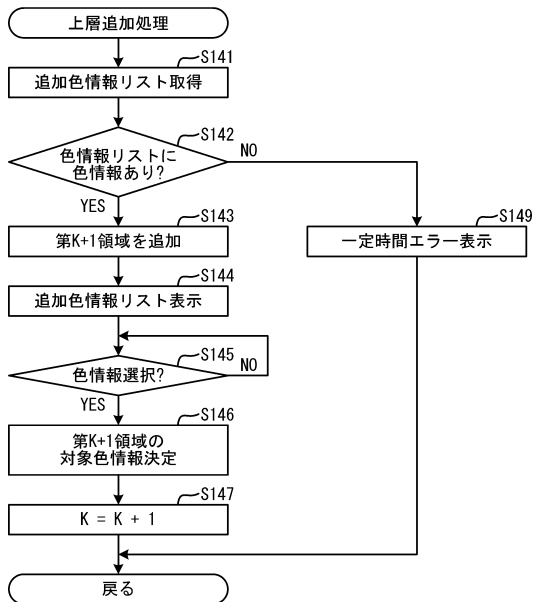 上層追加処理
S141
追加色情報リスト取得
S142
色情報リストに
色情報あり?
NO
YES
S143
第K+1領域を追加
S149
一定時間エラー表示
S144
追加色情報リスト表示
S145
色情報選択?
NO
YES
S146
第K+1領域の
対象色情報決定
S147
K = K + 1
戻る